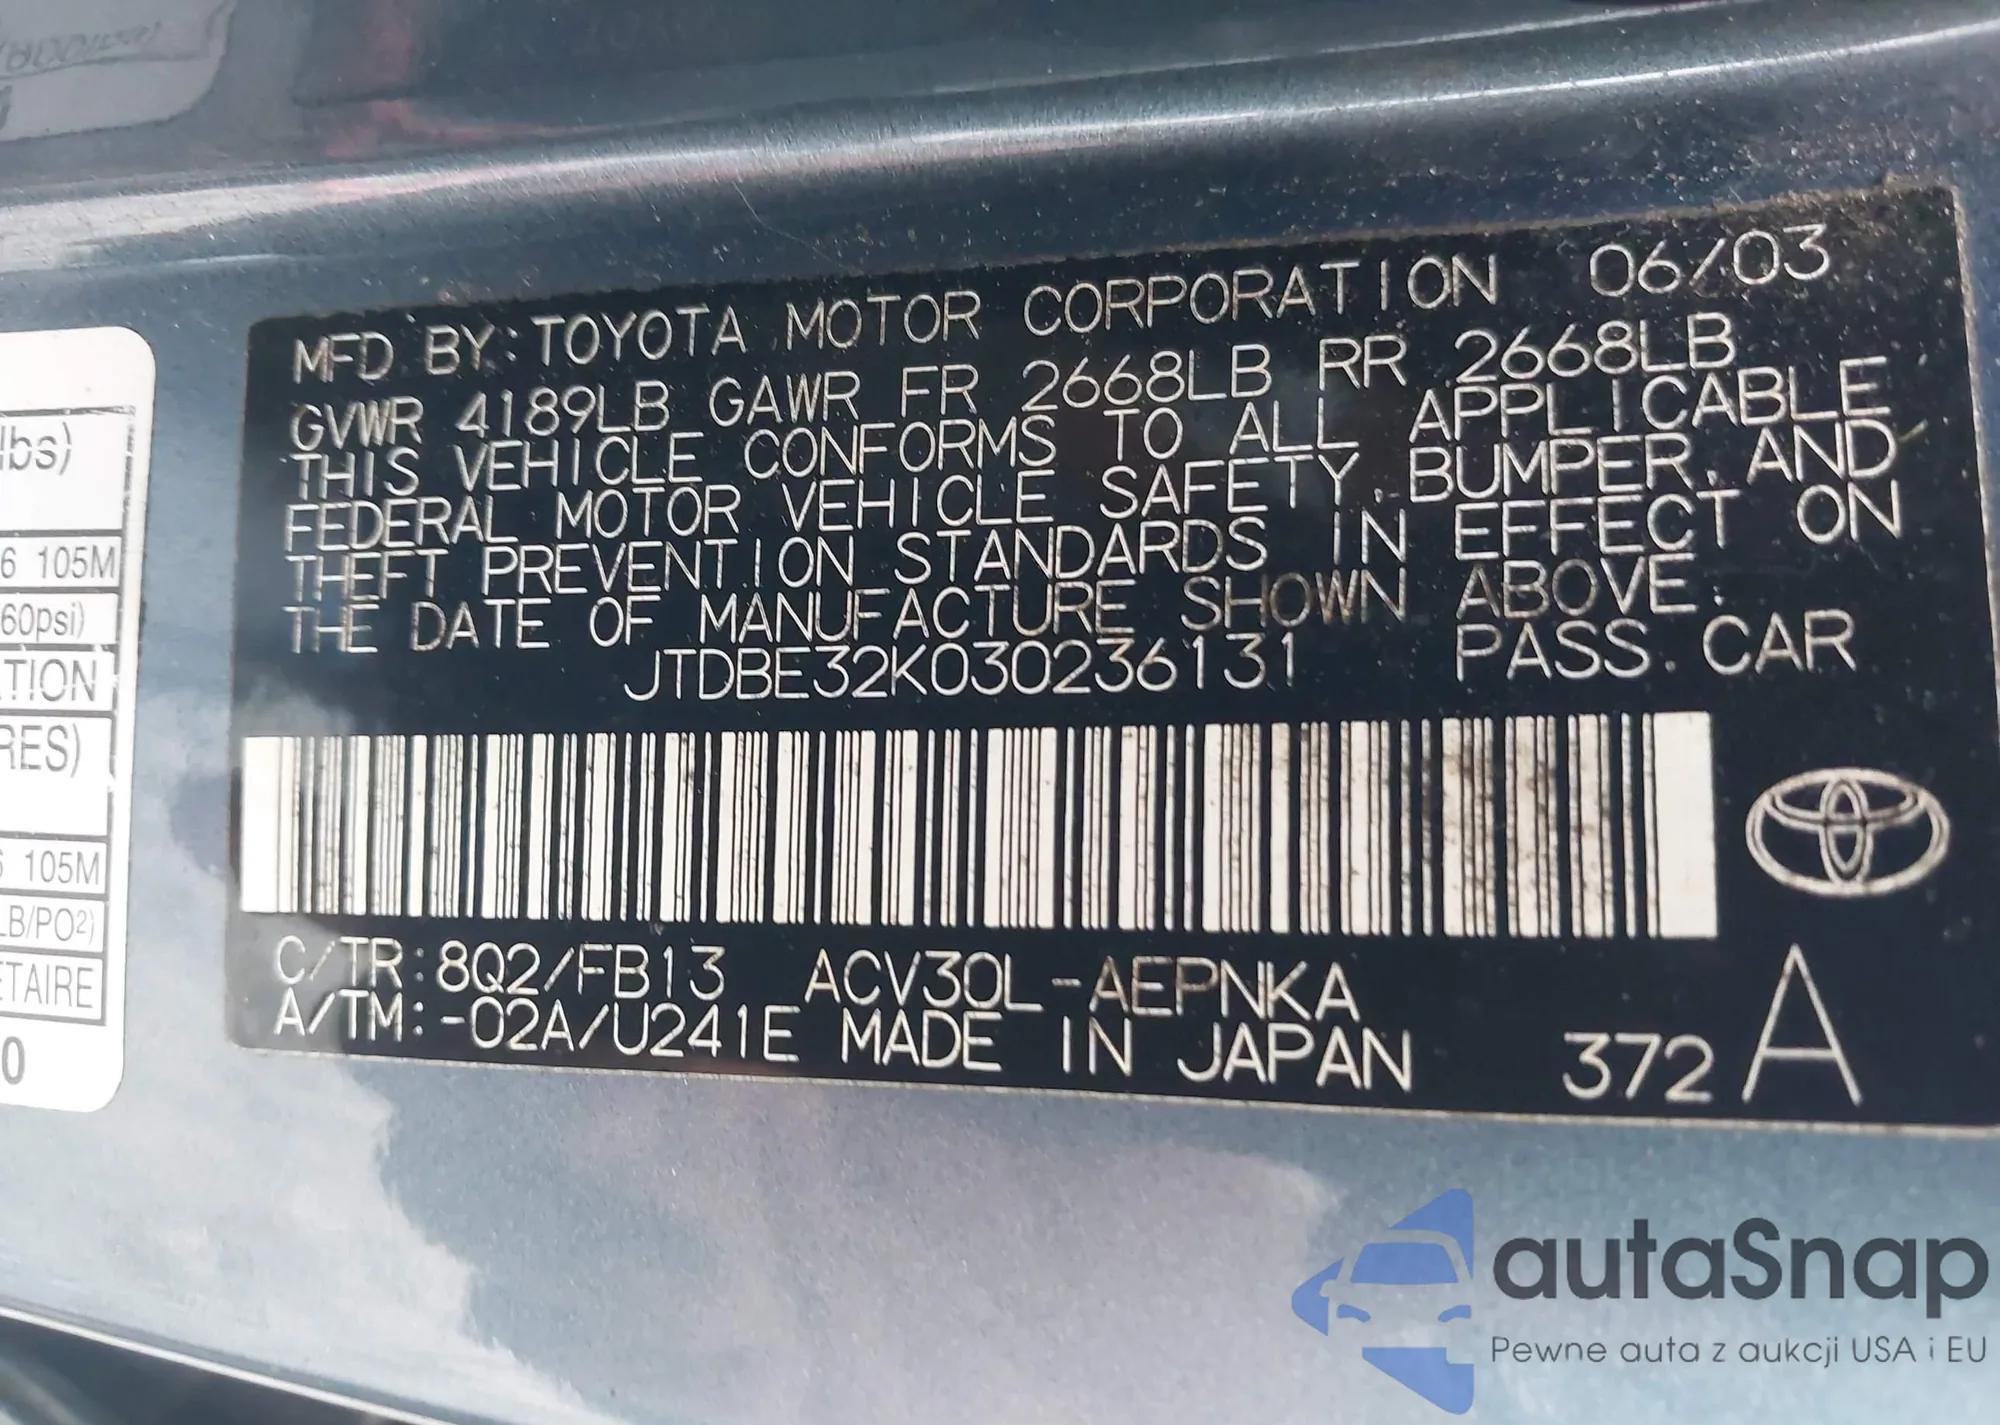 MFD BY: TOYOTA MOTOR CORPORATION 06/03
GVWR 4189LB GAWR FR 2668LB RR 2668LB
THIS VEHICLE CONFORMS TO ALL APPLICABLE
FEDERAL MOTOR VEHICLE SAFETY, BUMPER, AND
THEFT PREVENTION STANDARDS IN EFFECT ON
THE DATE OF MANUFACTURE SHOWN ABOVE.
JTDBE32K030236131 PASS. CAR
C/TR: 8Q2/FB13 ACV30L-AEPNKA
A/TM: -02A/U241E MADE IN JAPAN 372 A
lbs)
6 105M
60psi)
TION
RES)
6 105M
LB/PO²)
ETAIRE
0
autaSnap
Pewne auta z aukcji USA i EU